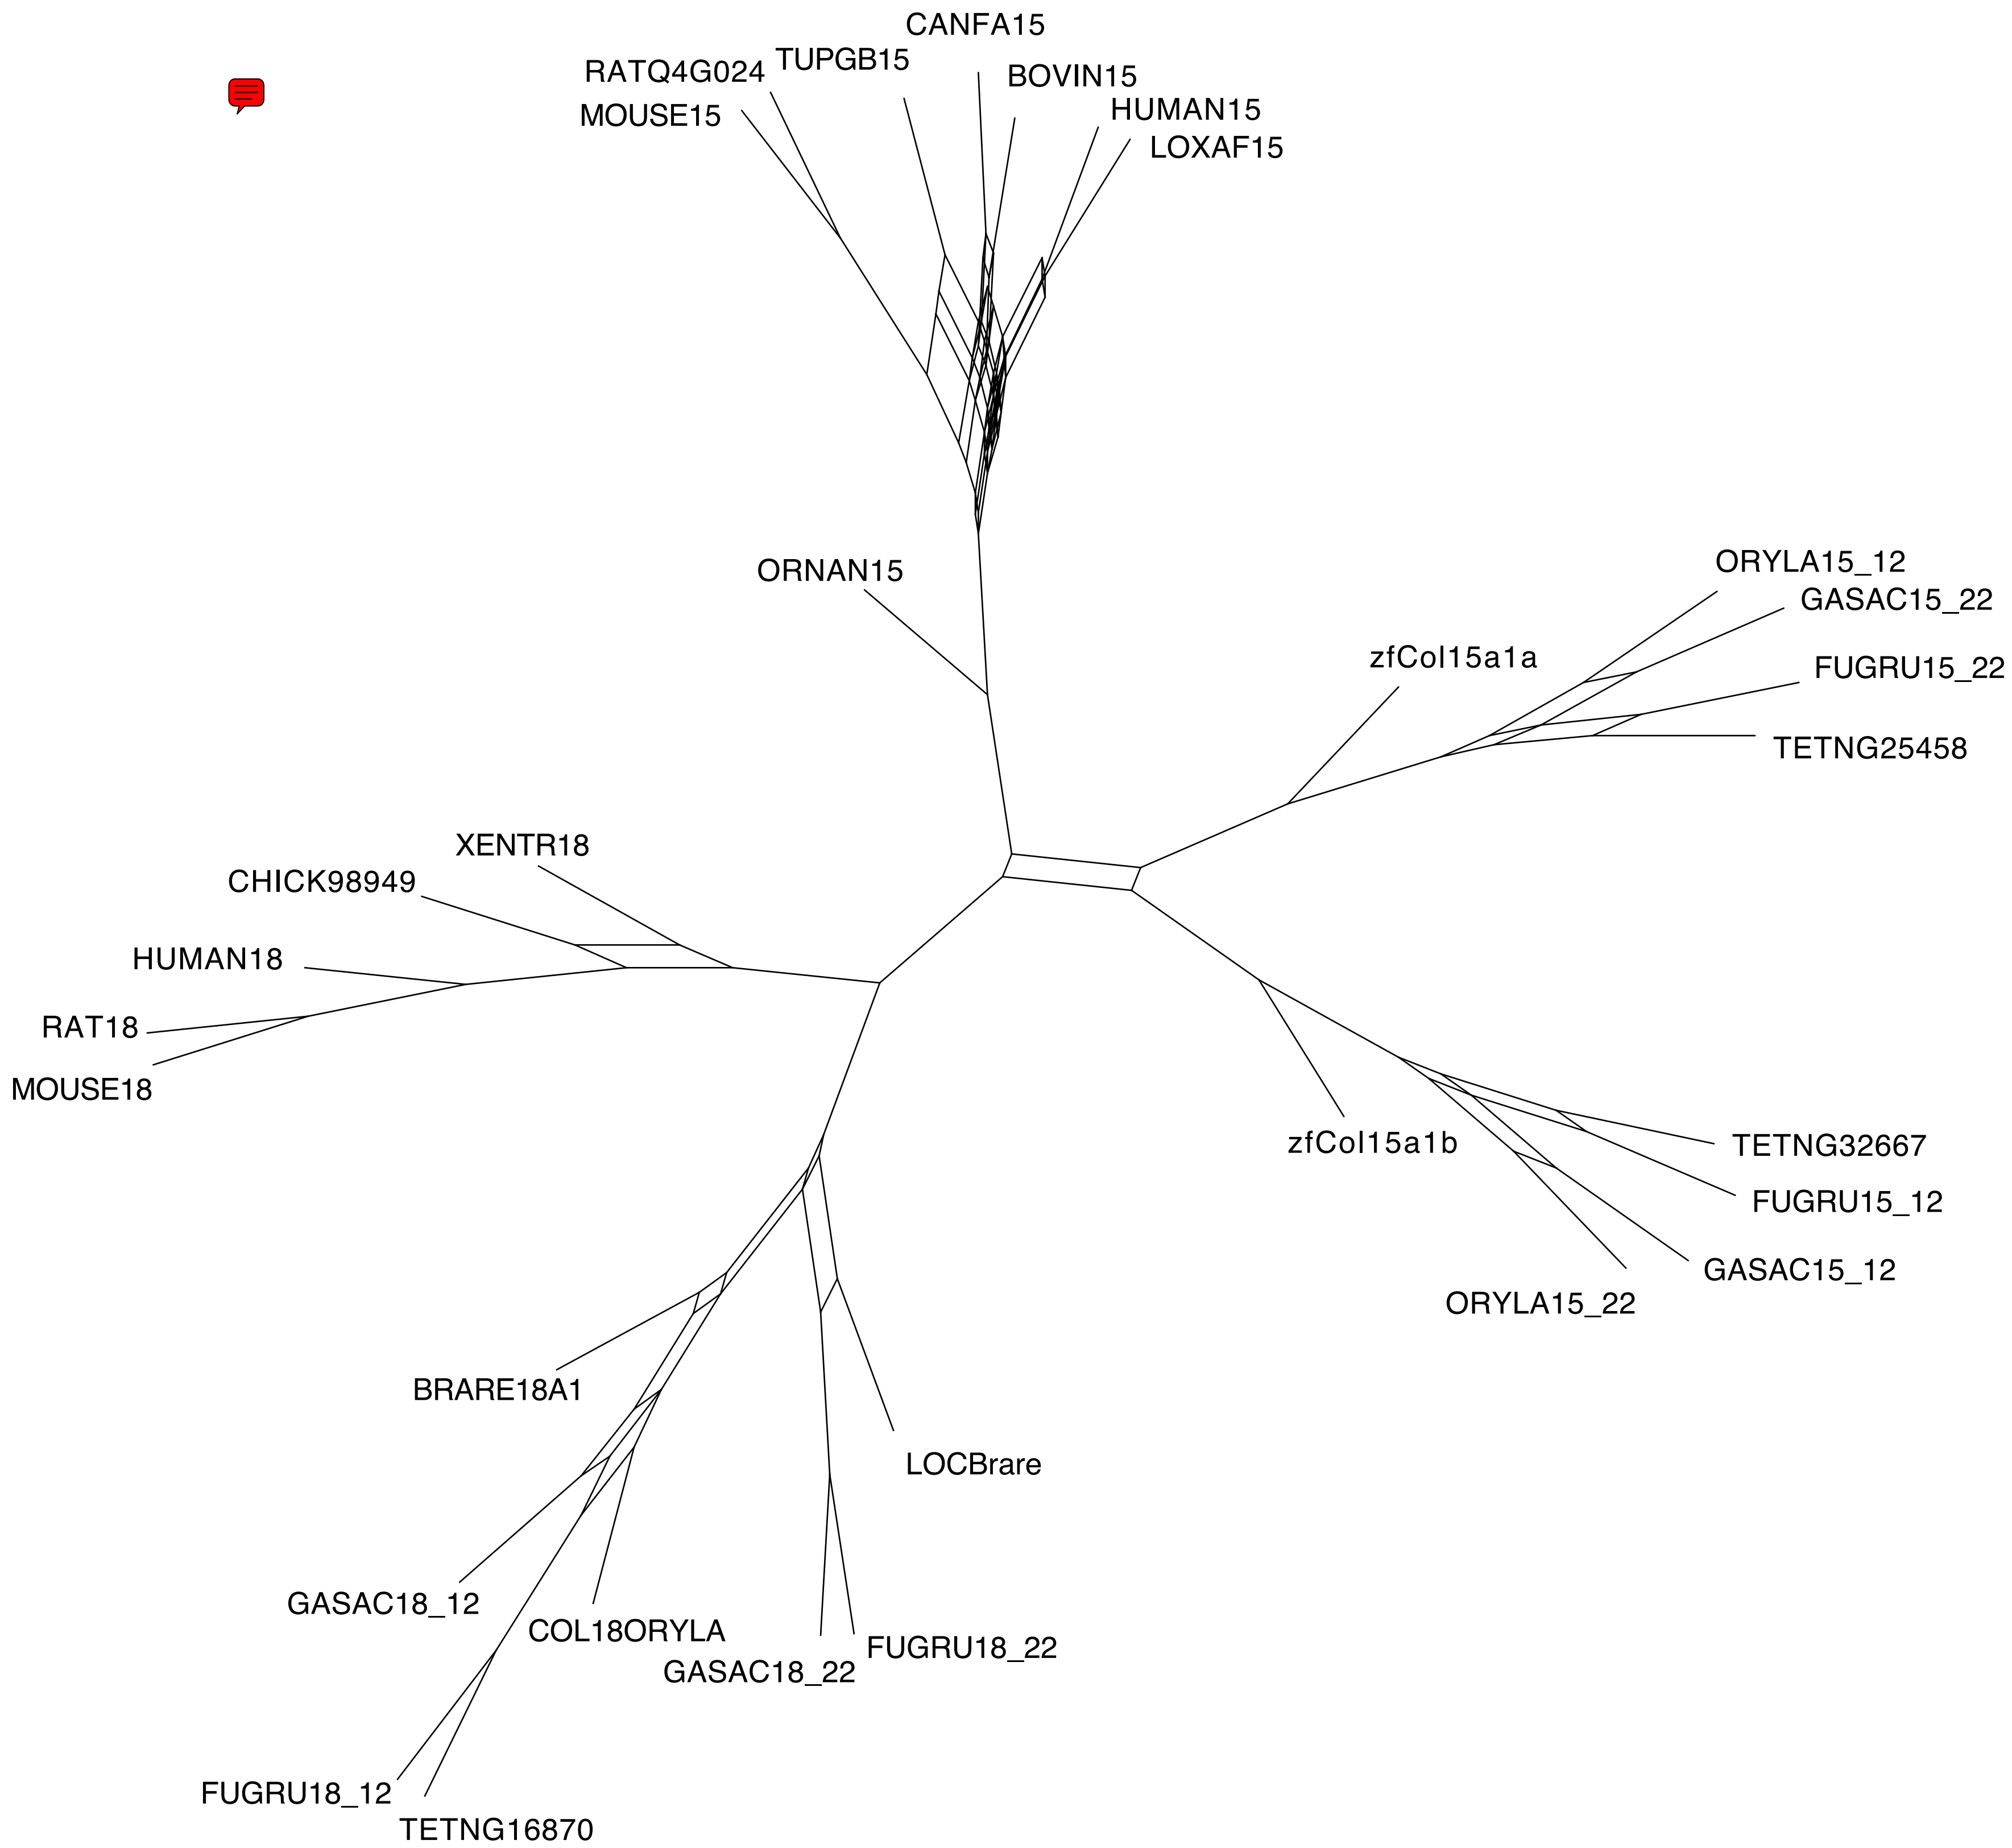 CANFA15
TUPGB15
RATQ4G024
BOVIN15
MOUSE15
HUMAN15
LOXAF15
ORNAN15
ORYLA15_12
GASAC15_22
zfCol15a1a
FUGRU15_22
TETNG25458
XENTR18
CHICK98949
HUMAN18
RAT18
MOUSE18
zfCol15a1b
TETNG32667
FUGRU15_12
GASAC15_12
ORYLA15_22
BRARE18A1
LOCBrare
GASAC18_12
COL18ORYLA
FUGRU18_22
GASAC18_22
FUGRU18_12
TETNG16870